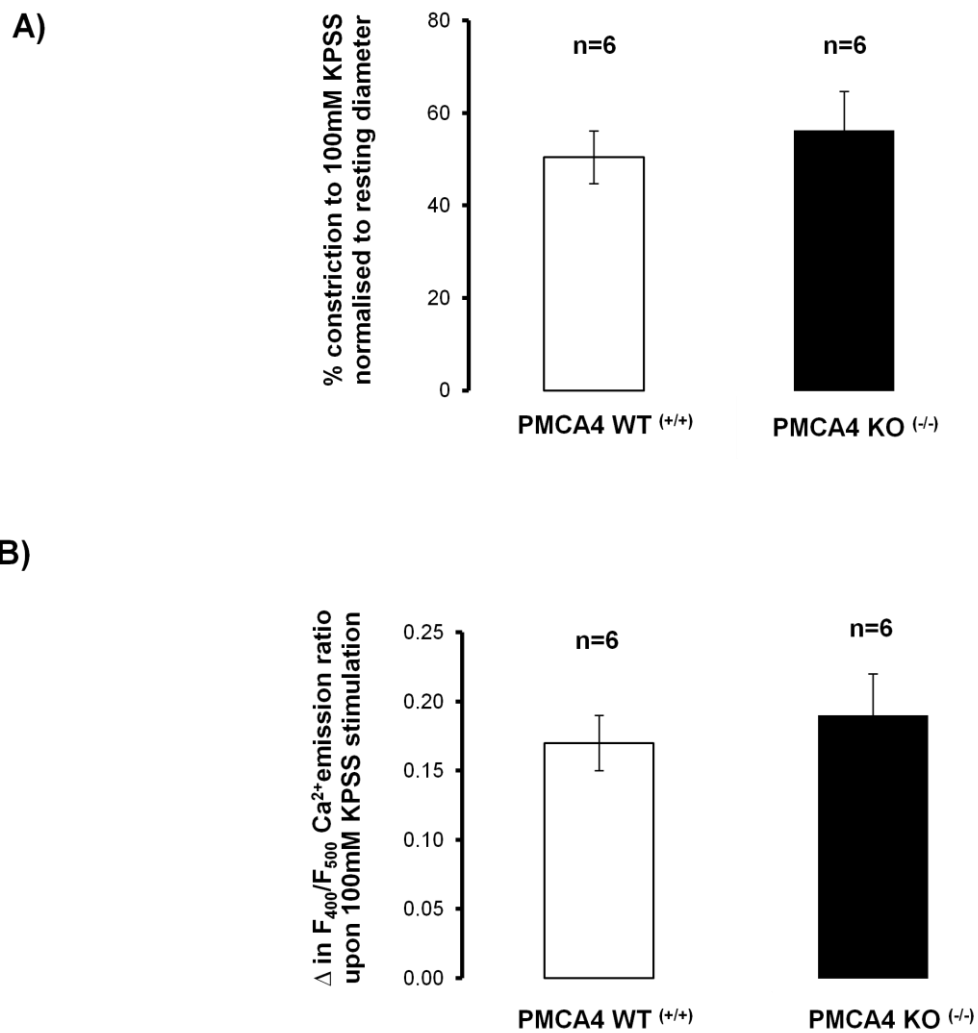 A)
% constriction to 100mM KPSS
normalised to resting diameter
80
60
40
20
0
n=6
n=6
PMCA4 WT (+/+)
PMCA4 KO (-/-)
B)
Δ in F400/F500 Ca2+emission ratio
upon 100mM KPSS stimulation
0.25
0.20
0.15
0.10
0.05
0.00
n=6
n=6
PMCA4 WT (+/+)
PMCA4 KO (-/-)